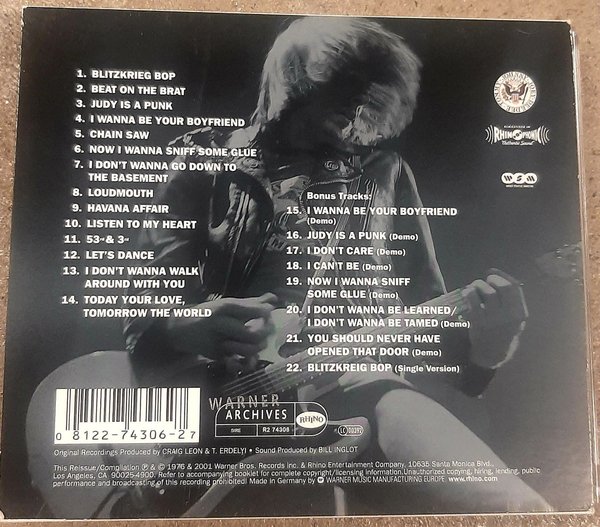 1. BLITZKRIEG BOP
2. BEAT ON THE BRAT
3. JUDY IS A PUNK
4. I WANNA BE YOUR BOYFRIEND
5. CHAIN SAW
6. NOW I WANNA SNIFF SOME GLUE
7. I DON'T WANNA GO DOWN TO
THE BASEMENT
8. LOUDMOUTH
9. HAVANA AFFAIR
10. LISTEN TO MY HEART
11. 53RD & 3RD
12. LET'S DANCE
13. I DON'T WANNA WALK
AROUND WITH YOU
14. TODAY YOUR LOVE,
TOMORROW THE WORLD
Bonus Tracks:
15. I WANNA BE YOUR BOYFRIEND
(Demo)
16. JUDY IS A PUNK (Demo)
17. I DON'T CARE (Demo)
18. I CAN'T BE (Demo)
19. NOW I WANNA SNIFF
SOME GLUE (Demo)
20. I DON'T WANNA BE LEARNED/
I DON'T WANNA BE TAMED (Demo)
21. YOU SHOULD NEVER HAVE
OPENED THAT DOOR (Demo)
22. BLITZKREIG BOP (Single Version)
RHINOPHONIC
Authentic Sound
WSM
WARNER
ARCHIVES
R2 74306
RHINO
LC 00392
0 8122-74306-2 7
Original Recordings Produced by CRAIG LEON & T. ERDELYI • Sound Produced by BILL INGLOT
This Reissue/Compilation ℗ & © 1976 & 2001 Warner Bros. Records Inc. & Rhino Entertainment Company, 10635 Santa Monica Blvd.,
Los Angeles, CA 90025-4900. Refer to accompanying booklet for complete copyright/licensing information. Unauthorized copying, hiring, lending, public
performance and broadcasting of this recording prohibited. Made in Germany by WARNER MUSIC MANUFACTURING EUROPE. www.rhino.com